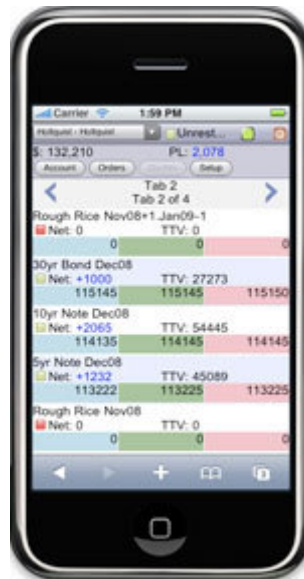 Carrier 1:59 PM
Hollquist - Hollquist Unrest...
$: 132,210 PL: 2,078
Account Orders Setup
Tab 2
Tab 2 of 4
Rough Rice Nov08+1 Jan09-1
Net: 0 TTV: 0
0 0 0
30yr Bond Dec08
Net: +1000 TTV: 27273
115145 115145 115150
10yr Note Dec08
Net: +2065 TTV: 54445
114135 114145 114145
5yr Note Dec08
Net: +1232 TTV: 45089
113222 113225 113225
Rough Rice Nov08
Net: 0 TTV: 0
0 0 0